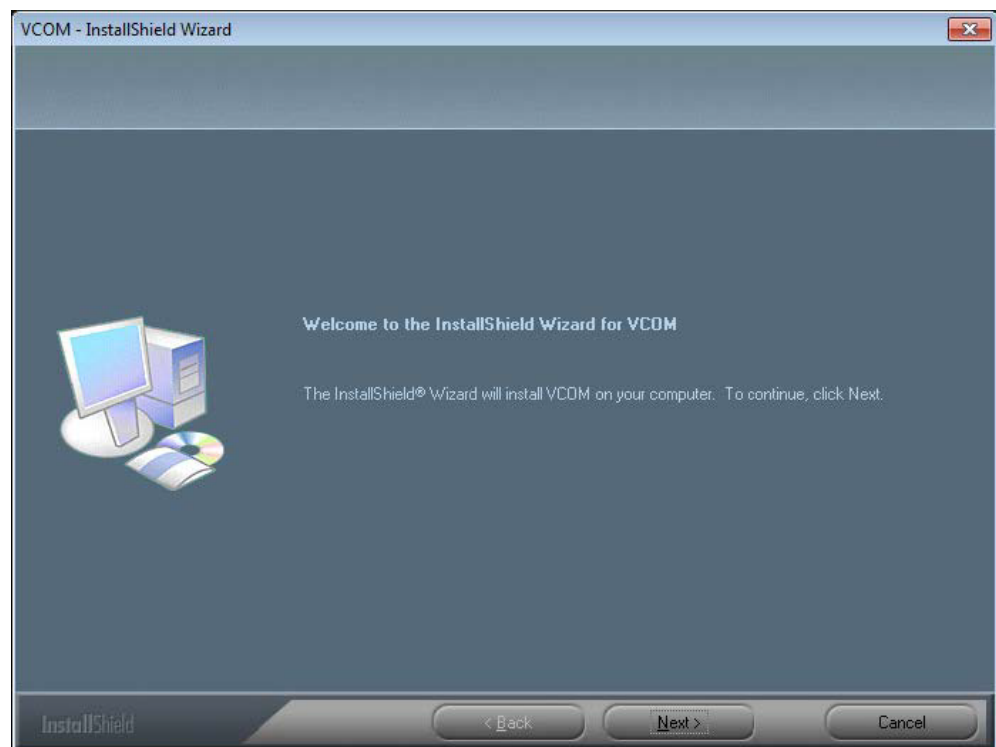 VCOM - InstallShield Wizard
Welcome to the InstallShield Wizard for VCOM
The InstallShield® Wizard will install VCOM on your computer. To continue, click Next.
InstallShield
< Back
Next >
Cancel